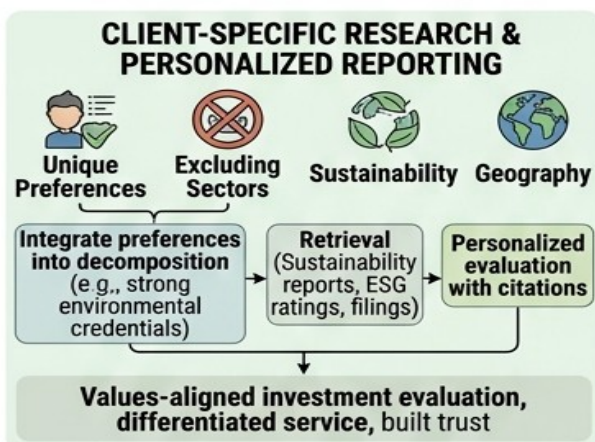 CLIENT-SPECIFIC RESEARCH &
PERSONALIZED REPORTING
Unique
Preferences
Excluding
Sectors
Sustainability
Geography
Integrate preferences
into decomposition
(e.g., strong
environmental
credentials)
Retrieval
(Sustainability
reports, ESG
ratings, filings)
Personalized
evaluation
with citations
Values-aligned investment evaluation,
differentiated service, built trust